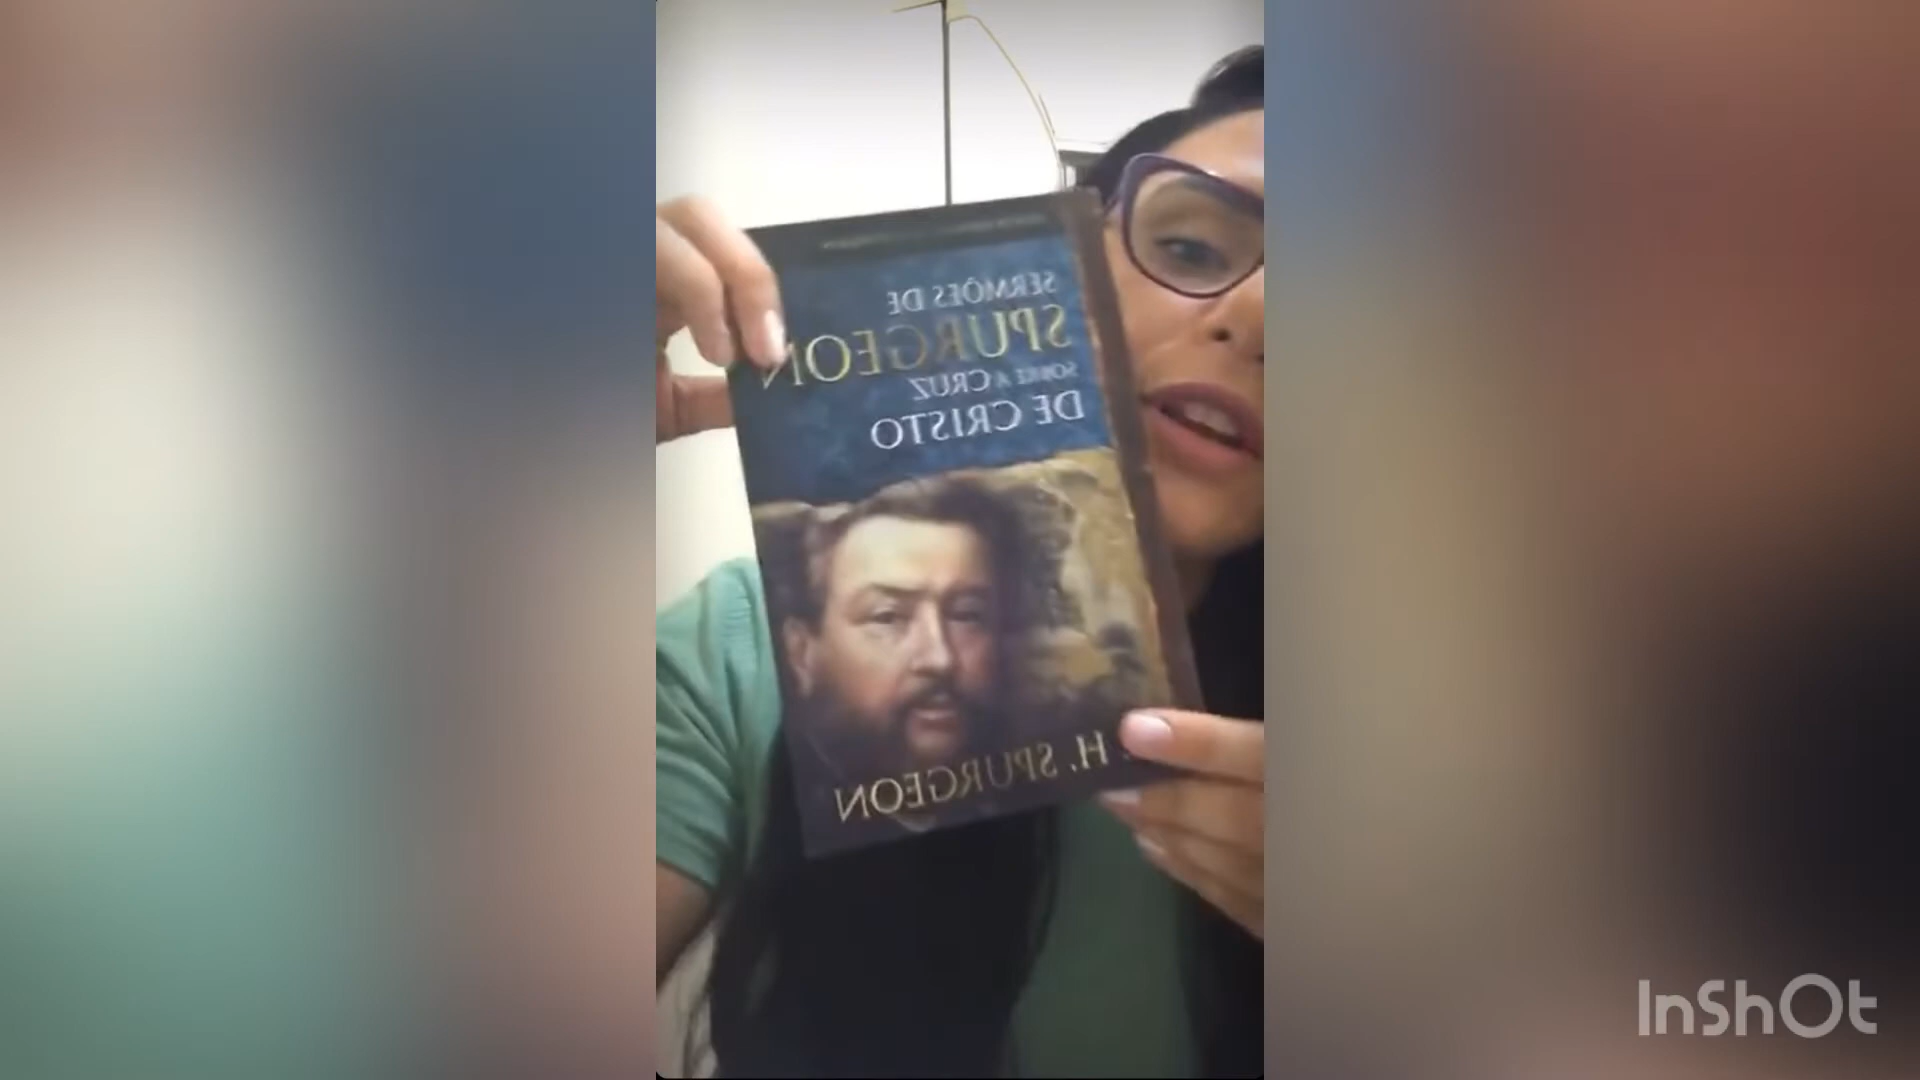 SERMÕES DE
SPURGEON
SOBRE A CRUZ
DE CRISTO
H. SPURGEON
InShOt